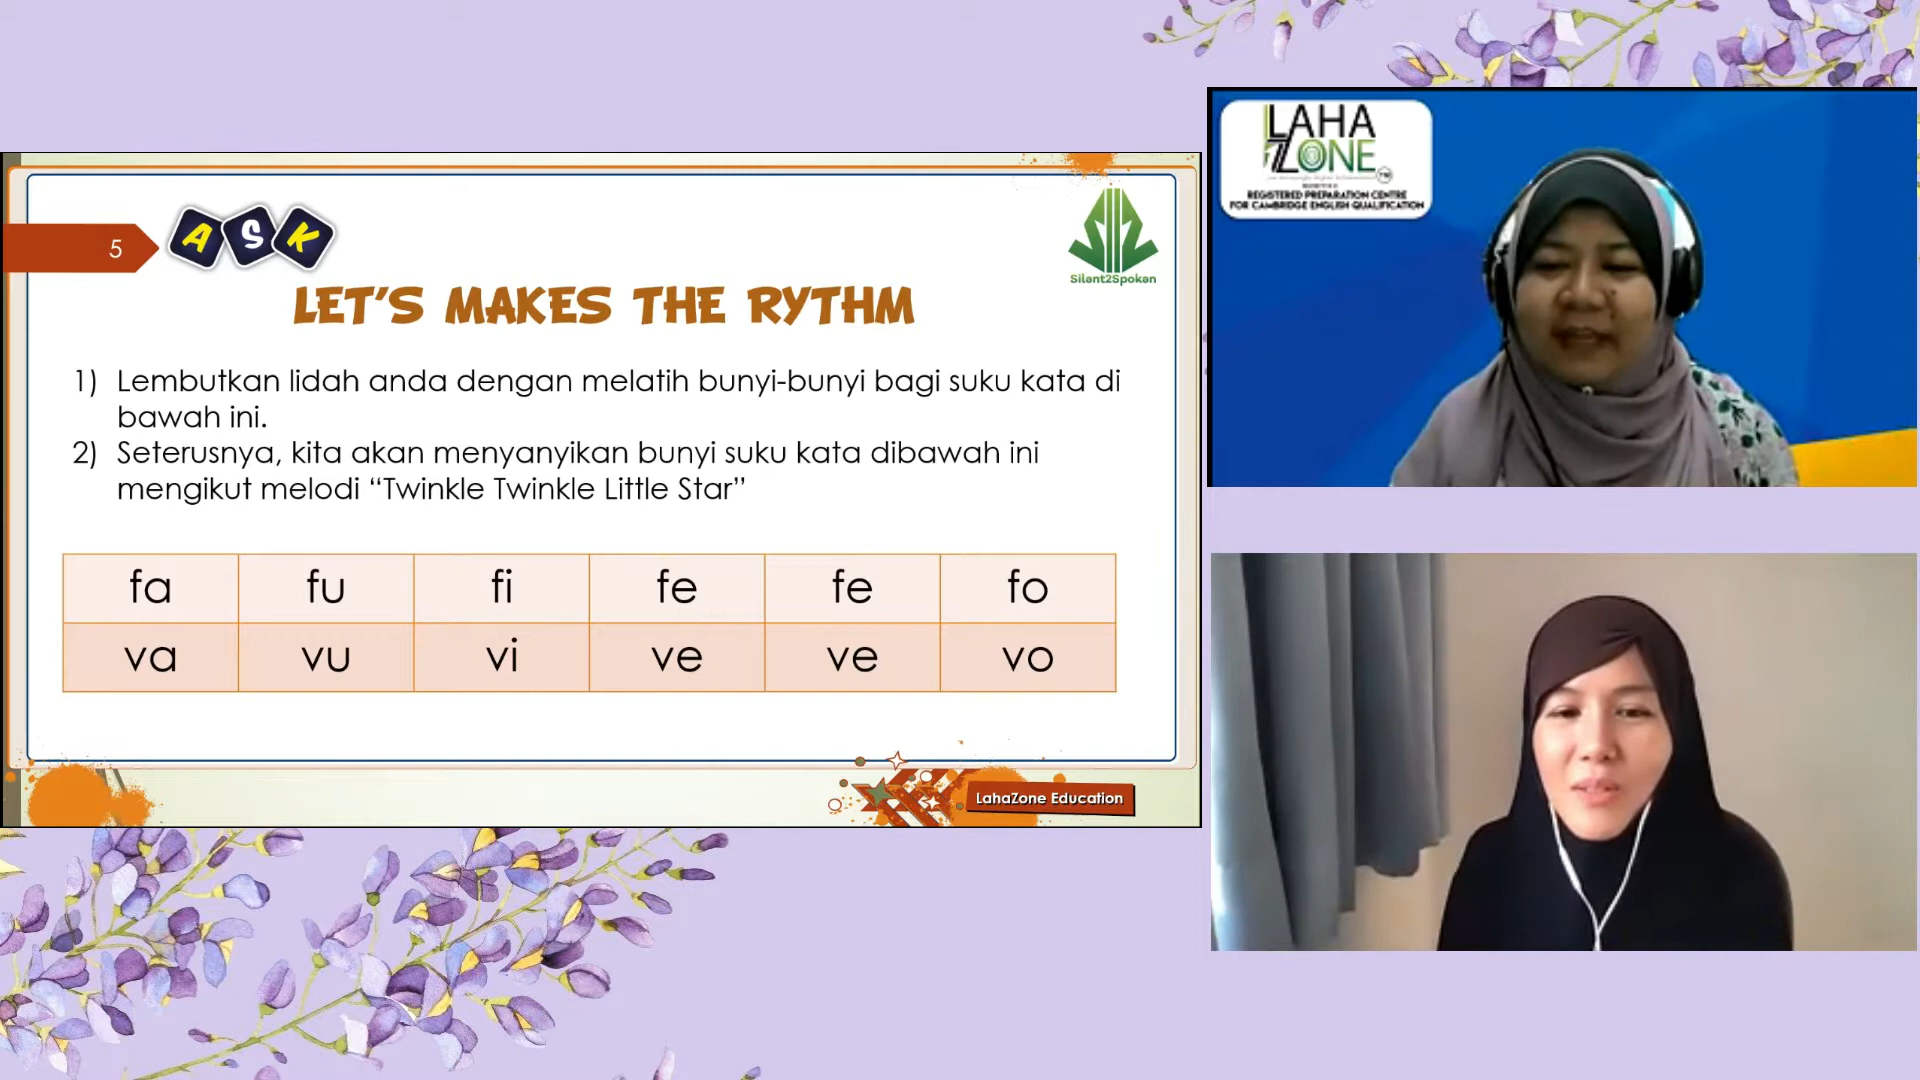 5
ASK
Silent2Spoken
LET'S MAKES THE RYTHM
1) Lembutkan lidah anda dengan melatih bunyi-bunyi bagi suku kata di
bawah ini.
2) Seterusnya, kita akan menyanyikan bunyi suku kata dibawah ini
mengikut melodi “Twinkle Twinkle Little Star”
fa fu fi fe fe fo
va vu vi ve ve vo
LahaZone Education
LAHA
ZONE
REGISTERED PREPARATION CENTRE
FOR CAMBRIDGE ENGLISH QUALIFICATION